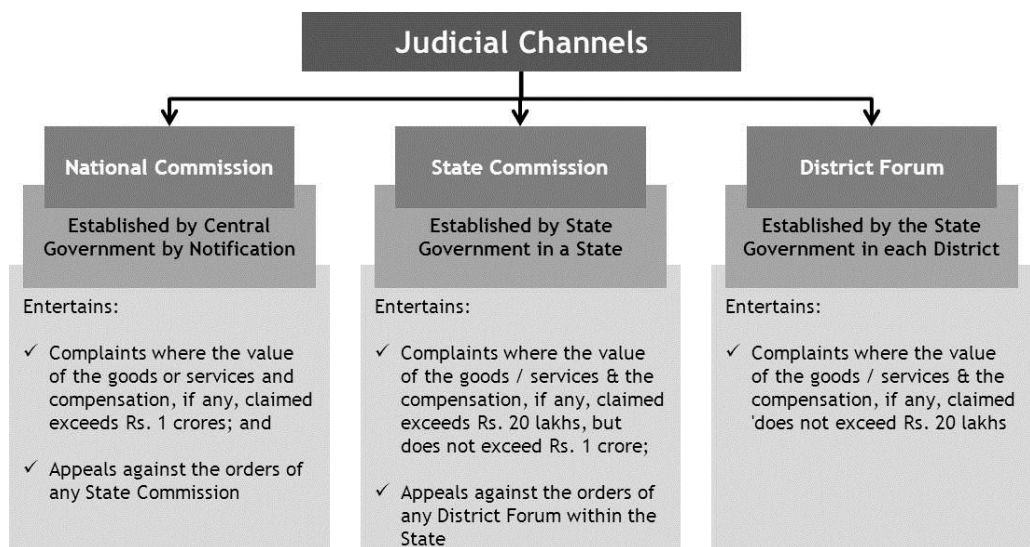 Judicial Channels
National Commission
Established by Central
Government by Notification
Entertains:
✓ Complaints where the value
of the goods or services and
compensation, if any, claimed
exceeds Rs. 1 crores; and
✓ Appeals against the orders of
any State Commission
State Commission
Established by State
Government in a State
Entertains:
✓ Complaints where the value
of the goods / services & the
compensation, if any, claimed
exceeds Rs. 20 lakhs, but
does not exceed Rs. 1 crore;
✓ Appeals against the orders of
any District Forum within the
State
District Forum
Established by the State
Government in each District
Entertains:
✓ Complaints where the value
of the goods / services & the
compensation, if any, claimed
'does not exceed Rs. 20 lakhs